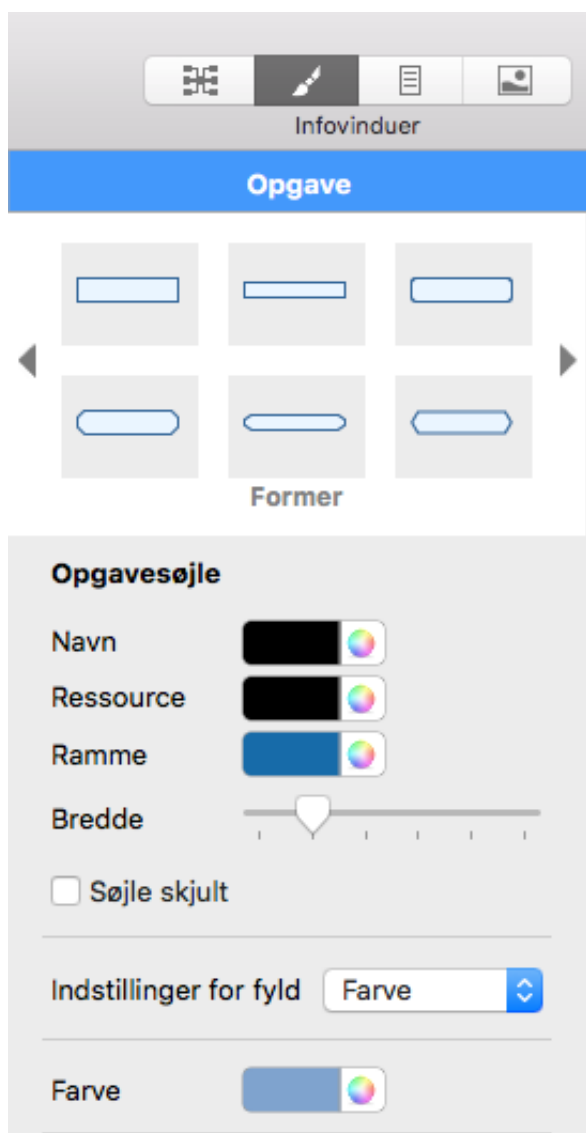 Infovinduer
Opgave
Former
Opgavesøjle
Navn
Ressource
Ramme
Bredde
Søjle skjult
Indstillinger for fyld Farve
Farve